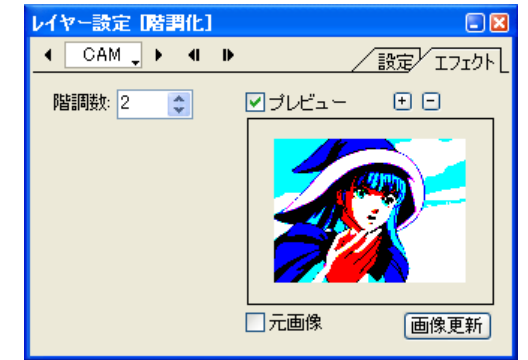 レイヤー設定 [階調化]
CAM
設定 エフェクト
階調数: 2
プレビュー
元画像
画像更新